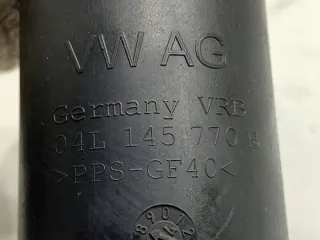 VW AG
Germany VRB
04L 145 770 H
>PPS-GF40<